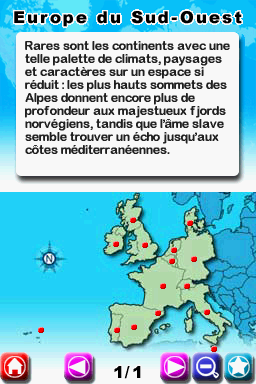 Europe du Sud-Ouest
Rares sont les continents avec une
telle palette de climats, paysages
et caractères sur un espace si
réduit : les plus hauts sommets des
Alpes donnent encore plus de
profondeur aux majestueux fjords
norvégiens, tandis que l'âme slave
semble trouver un écho jusqu'aux
côtes méditerranéennes.
N
1/1